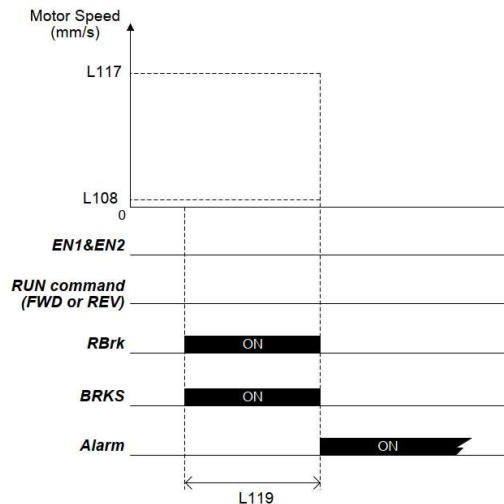 Motor Speed
(mm/s)
L117
L108
0
EN1&EN2
RUN command
(FWD or REV)
RBrk
ON
BRKS
ON
Alarm
ON
L119